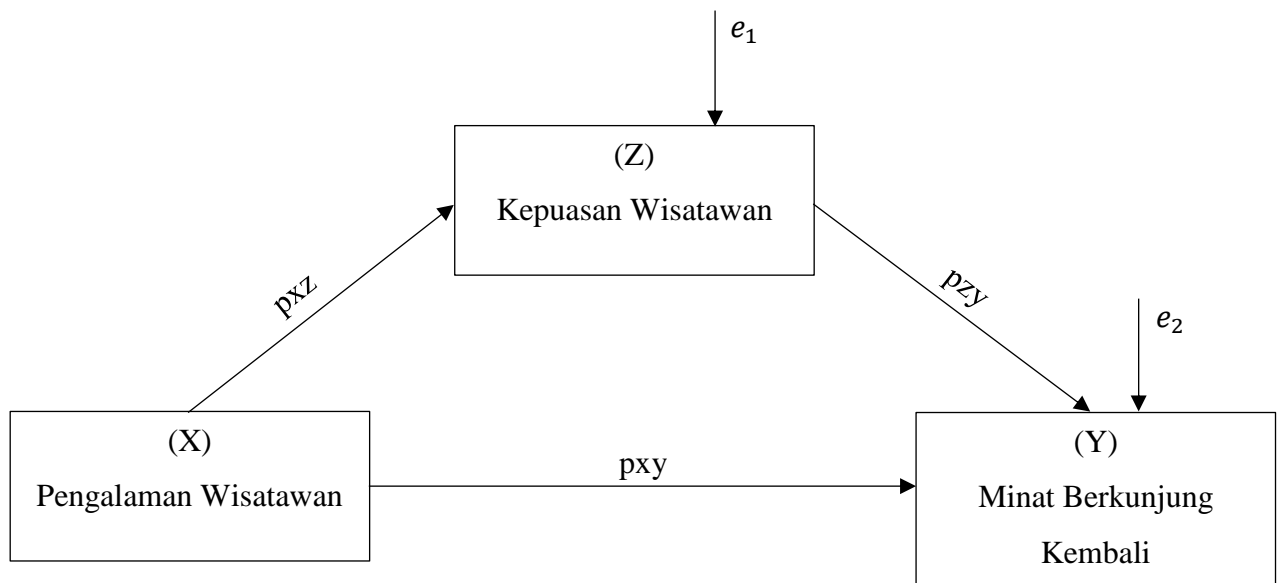 e₁
(Z)
Kepuasan Wisatawan
pxz
pzy
e₂
(X)
Pengalaman Wisatawan
pxy
(Y)
Minat Berkunjung
Kembali